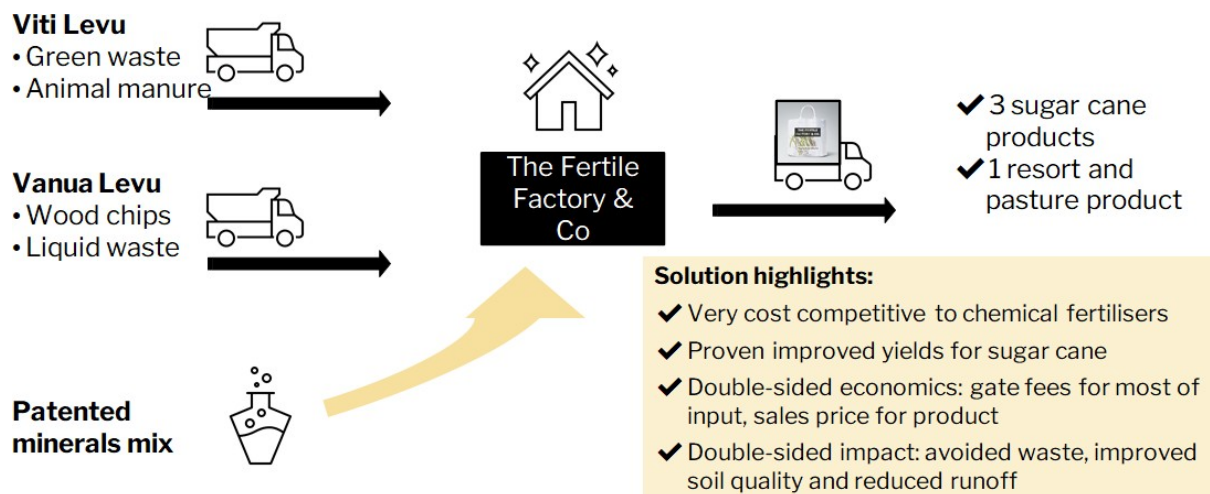 Viti Levu
• Green waste
• Animal manure
Vanua Levu
• Wood chips
• Liquid waste
Patented
minerals mix
The Fertile
Factory &
Co
✔ 3 sugar cane
products
✔ 1 resort and
pasture product
Solution highlights:
✔ Very cost competitive to chemical fertilisers
✔ Proven improved yields for sugar cane
✔ Double-sided economics: gate fees for most of
input, sales price for product
✔ Double-sided impact: avoided waste, improved
soil quality and reduced runoff